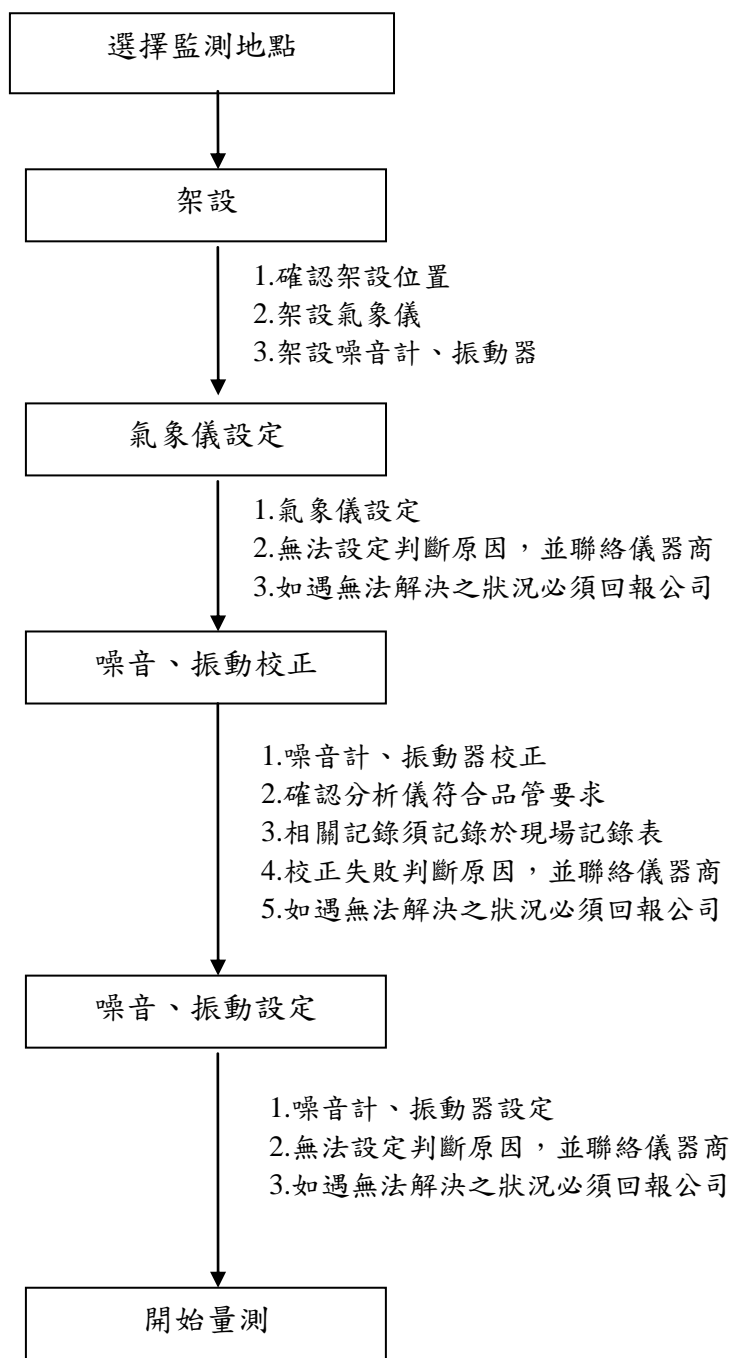 選擇監測地點
架設
1.確認架設位置
2.架設氣象儀
3.架設噪音計、振動器
氣象儀設定
1.氣象儀設定
2.無法設定判斷原因，並聯絡儀器商
3.如遇無法解決之狀況必須回報公司
噪音、振動校正
1.噪音計、振動器校正
2.確認分析儀符合品管要求
3.相關記錄須記錄於現場記錄表
4.校正失敗判斷原因，並聯絡儀器商
5.如遇無法解決之狀況必須回報公司
噪音、振動設定
1.噪音計、振動器設定
2.無法設定判斷原因，並聯絡儀器商
3.如遇無法解決之狀況必須回報公司
開始量測